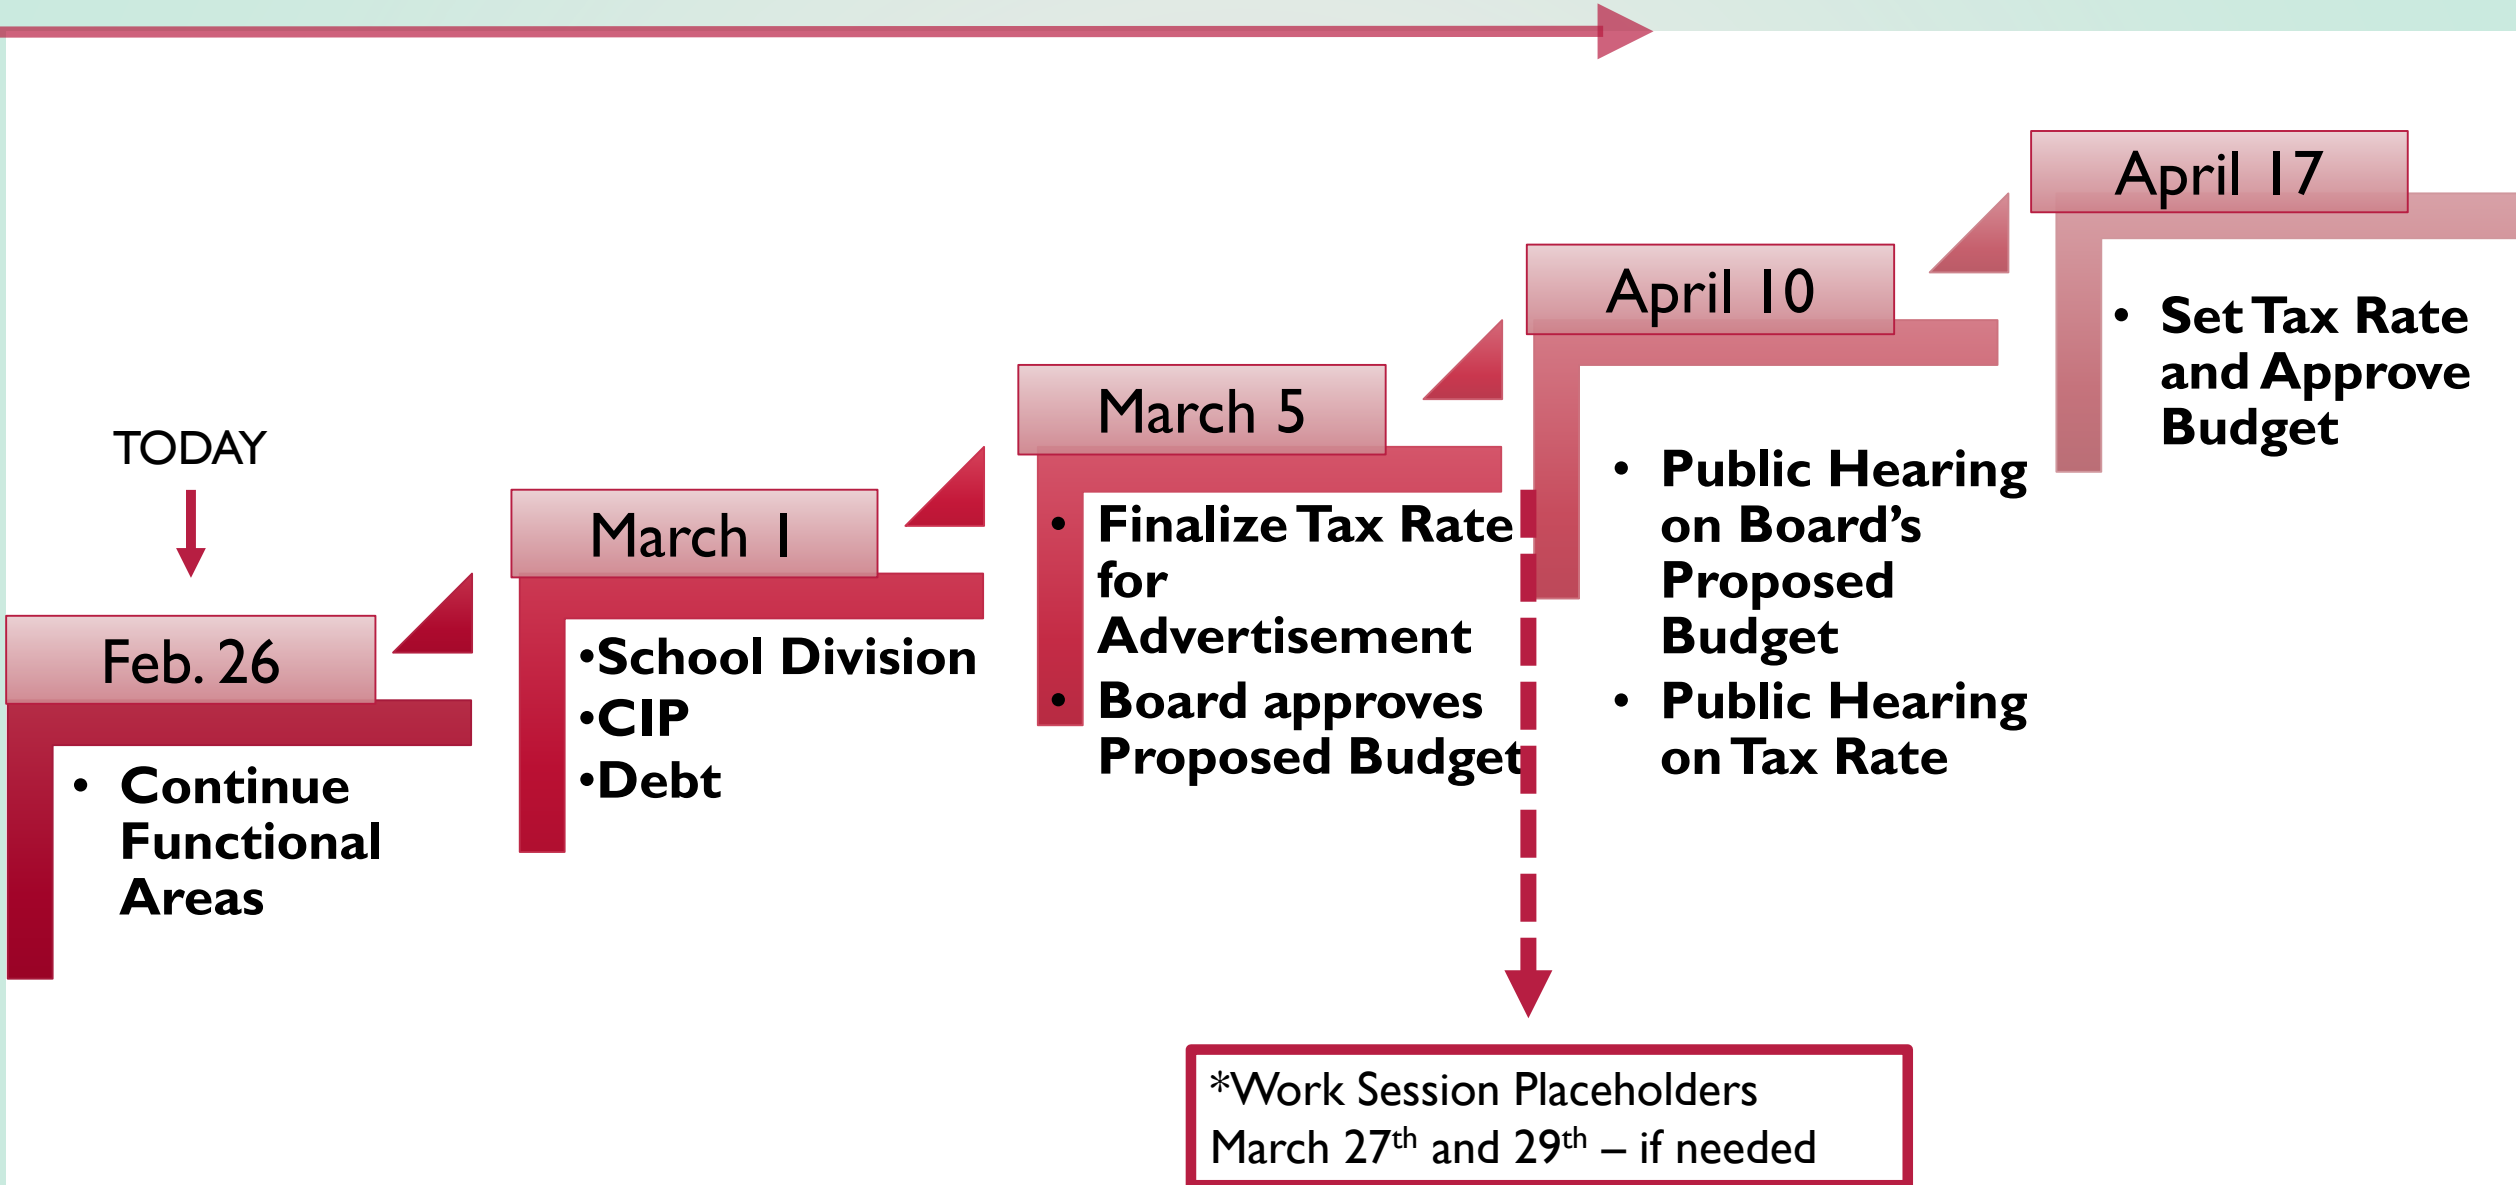 TODAY
Feb. 26
• Continue
Functional
Areas
March 1
•School Division
•CIP
•Debt
March 5
• Finalize Tax Rate
for
Advertisement
• Board approves
Proposed Budget
April 10
• Public Hearing
on Board’s
Proposed
Budget
• Public Hearing
on Tax Rate
April 17
• Set Tax Rate
and Approve
Budget
*Work Session Placeholders
March 27th and 29th – if needed